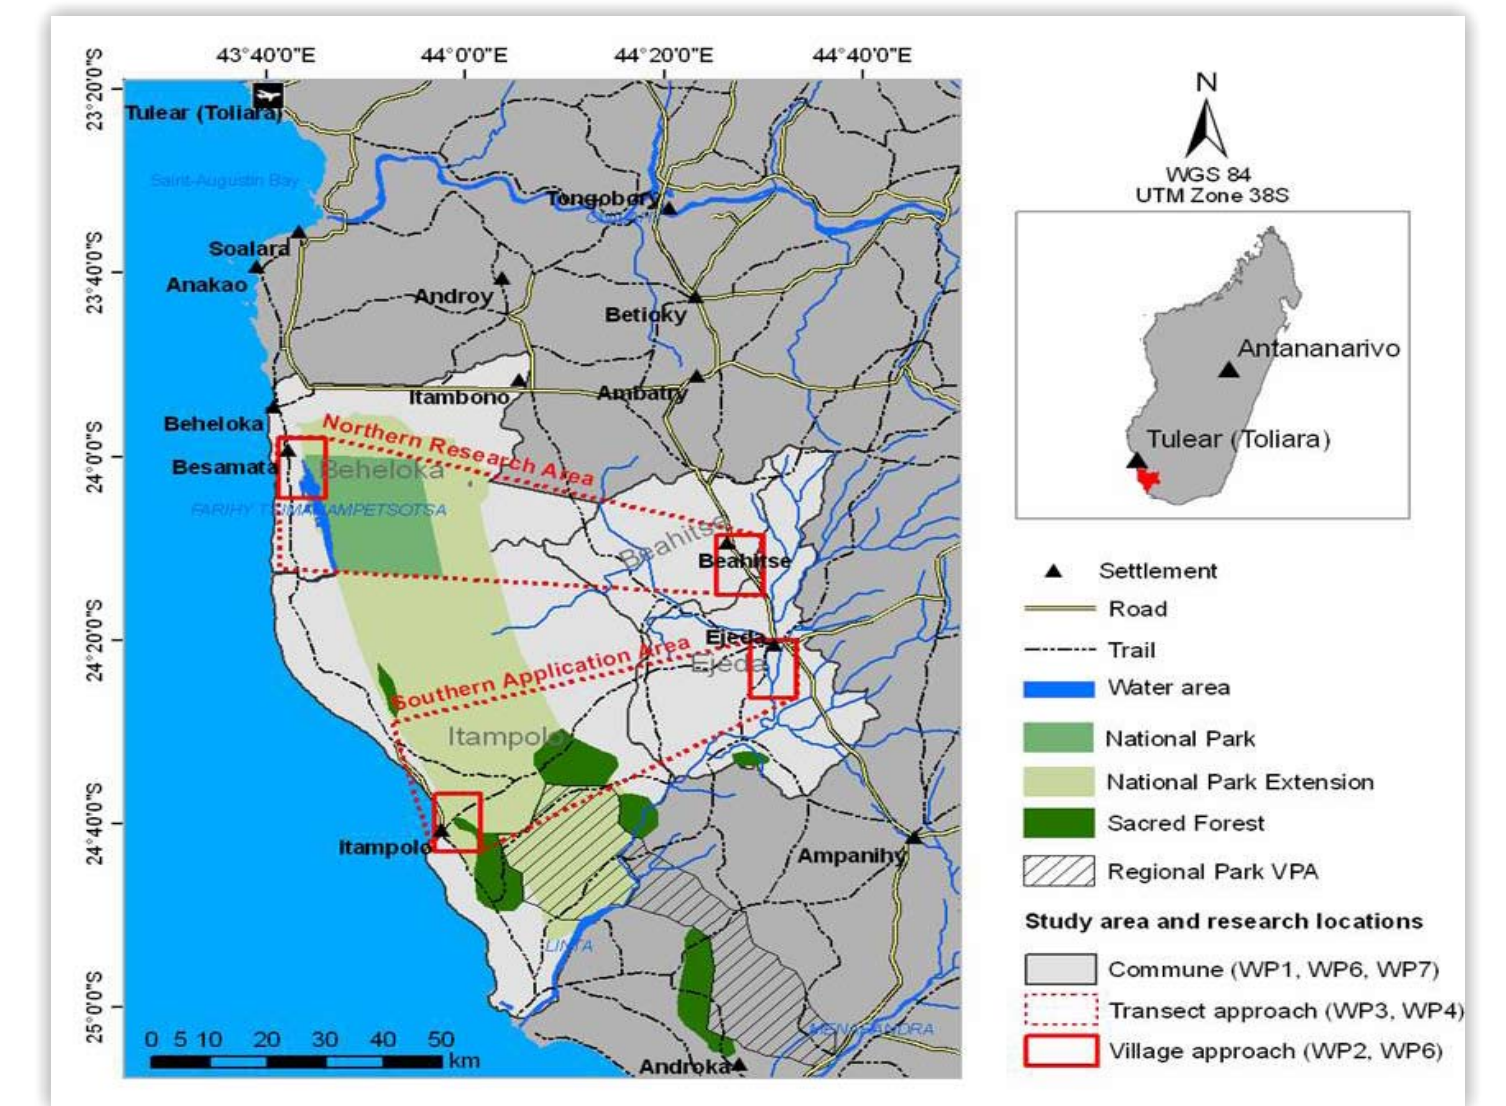 43°40'0"E 44°0'0"E 44°20'0"E 44°40'0"E
23°20'0"S
Tulear (Toliara)
Saint-Augustin Bay
Tongobory
Soalara
23°40'0"S
Anakao
Androy
Betioky
Itambono
Ambatry
Beheloka
Northern Research Area
24°0'0"S
Besamata
Beheloka
Beahitse
Beahitse
24°20'0"S
Ejeda
Ejeda
Southern Application Area
Itampolo
24°40'0"S
Itampolo
Ampanihy
LINTA
25°0'0"S
Androka
0 5 10 20 30 40 50
km
N
WGS 84
UTM Zone 38S
Antananarivo
Tulear (Toliara)
Settlement
Road
Trail
Water area
National Park
National Park Extension
Sacred Forest
Regional Park VPA
Study area and research locations
Commune (WP1, WP6, WP7)
Transect approach (WP3, WP4)
Village approach (WP2, WP6)